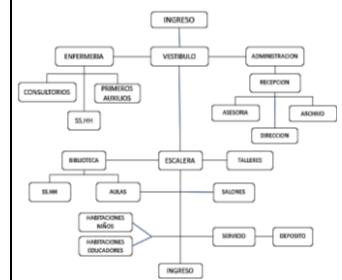 INGRESO
ENFERMERIA
VESTIBULO
ADMINISTRACION
CONSULTORIOS
PRIMEROS
AUXILIOS
SS.HH
RECEPCION
ASESORIA
ARCHIVO
DIRECCION
BIBLIOTECA
ESCALERA
TALLERES
SS.HH
AULAS
SALONES
HABITACIONES
NIÑOS
HABITACIONES
EDUCADORES
SERVICIO
DEPOSITO
INGRESO